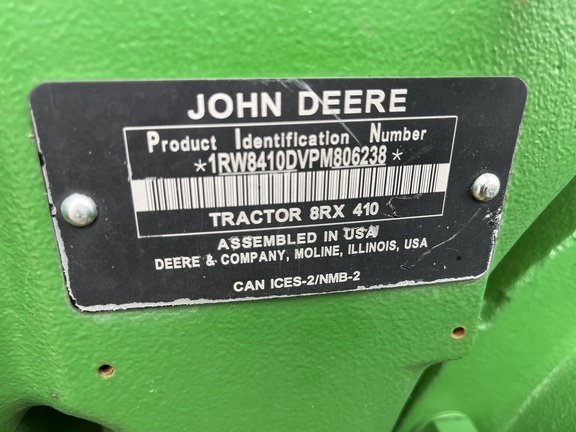 JOHN DEERE
Product Identification Number
*1RW8410DVPM806238*
TRACTOR 8RX 410
ASSEMBLED IN USA
DEERE & COMPANY, MOLINE, ILLINOIS, USA
CAN ICES-2/NMB-2